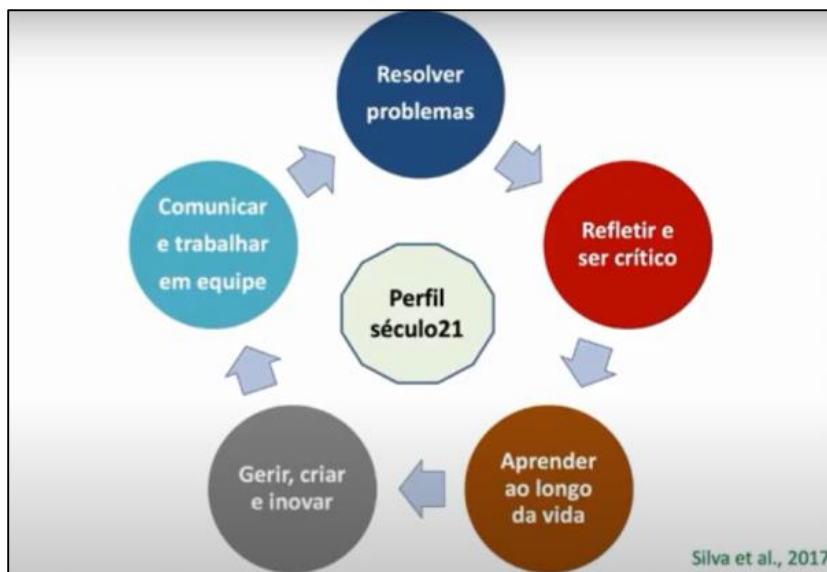 Resolver
problemas
Refletir e
ser crítico
Aprender
ao longo
da vida
Gerir, criar
e inovar
Comunicar
e trabalhar
em equipe
Perfil
século21
Silva et al., 2017